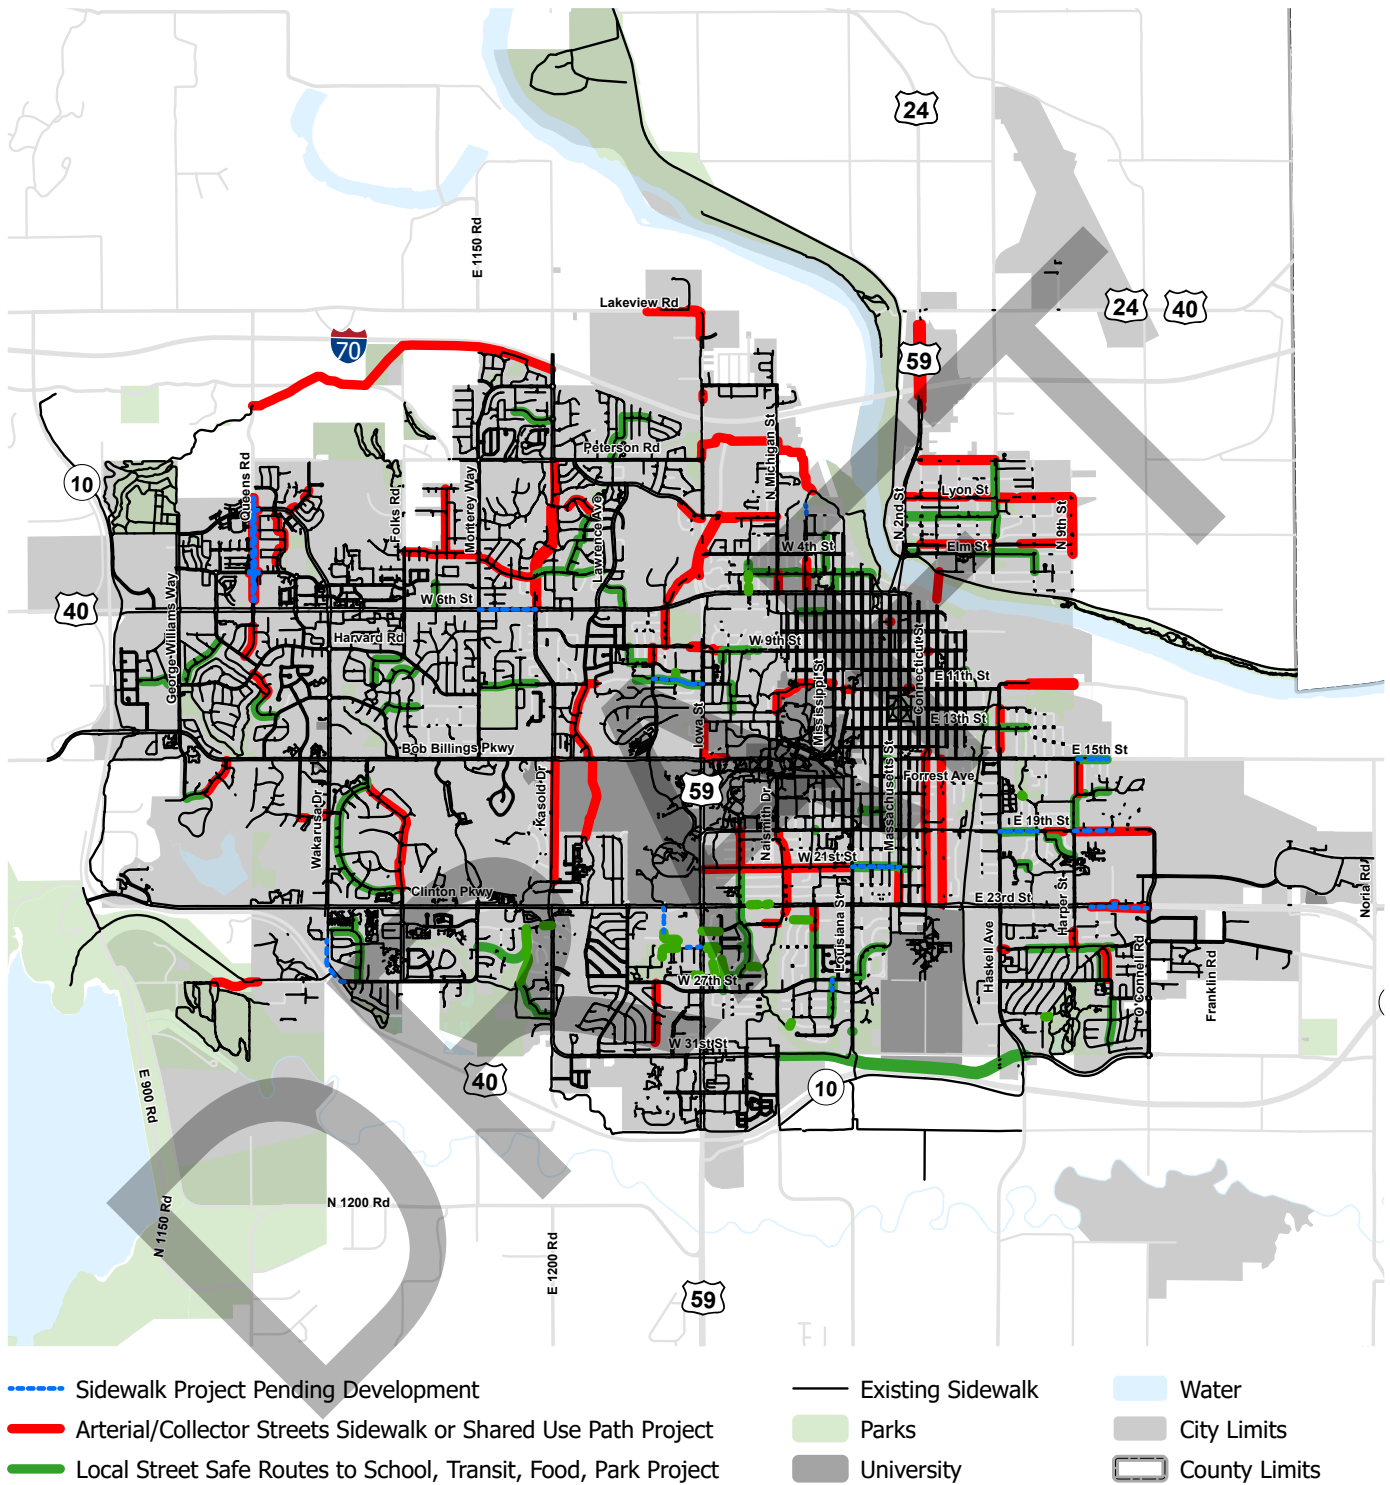 24
E 1150 Rd
Lakeview Rd
24
40
70
59
N Michigan St
Peterson Rd
10
Queens Rd
Monterey Way
Folks Rd
Lawrence Ave
Lyon St
N 2nd St
N 9th St
W 4th St
Elm St
40
George Williams Way
W 6th St
Harvard Rd
W 9th St
Connecticut St
E 11th St
Mississippi St
E 13th St
Iowa St
Bob Billings Pkwy
E 15th St
59
Kasold Dr
Forrest Ave
Massachusetts St
Wakarusa Dr
Naismith Dr
E 19th St
W 21st St
Clinton Pkwy
E 23rd St
Harper St
Noria Rd
Louisiana St
Haskell Ave
O'Connell Rd
Franklin Rd
W 27th St
W 31st St
40
10
E 900 Rd
N 1200 Rd
N 1150 Rd
E 1200 Rd
59
DRAFT
Sidewalk Project Pending Development
Arterial/Collector Streets Sidewalk or Shared Use Path Project
Local Street Safe Routes to School, Transit, Food, Park Project
Existing Sidewalk
Parks
University
Water
City Limits
County Limits